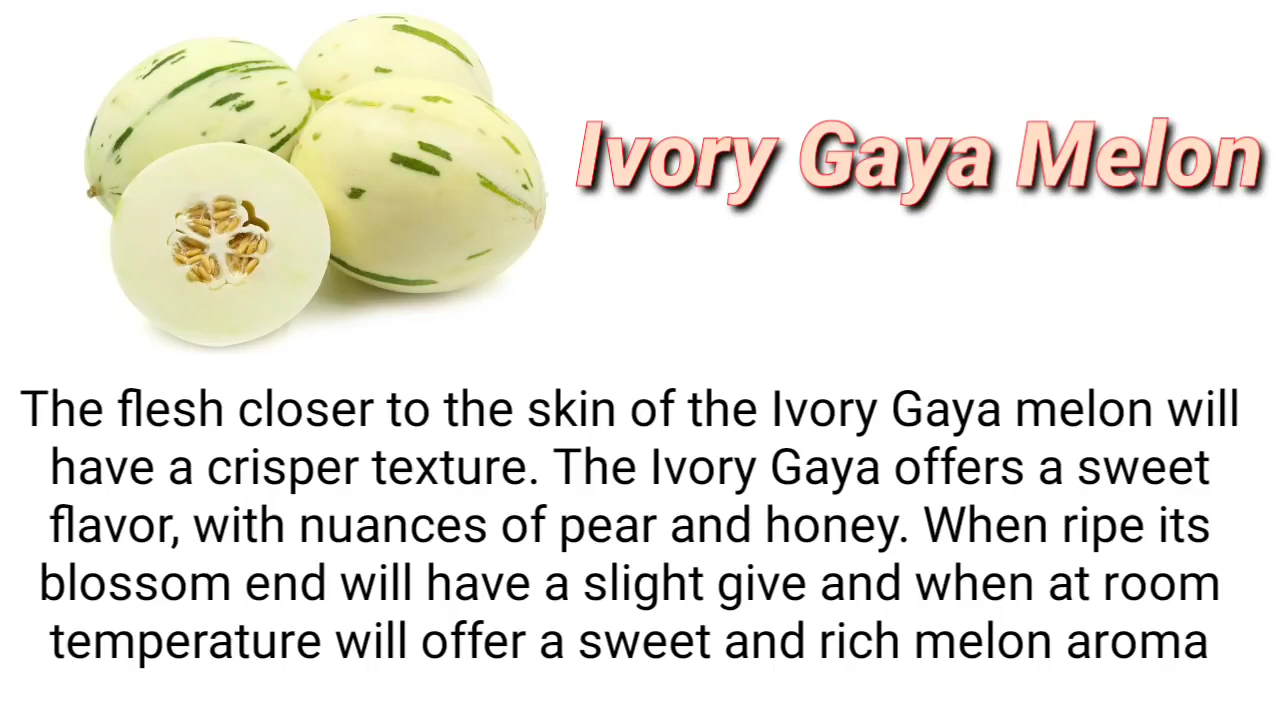 Ivory Gaya Melon
The flesh closer to the skin of the Ivory Gaya melon will
have a crisper texture. The Ivory Gaya offers a sweet
flavor, with nuances of pear and honey. When ripe its
blossom end will have a slight give and when at room
temperature will offer a sweet and rich melon aroma